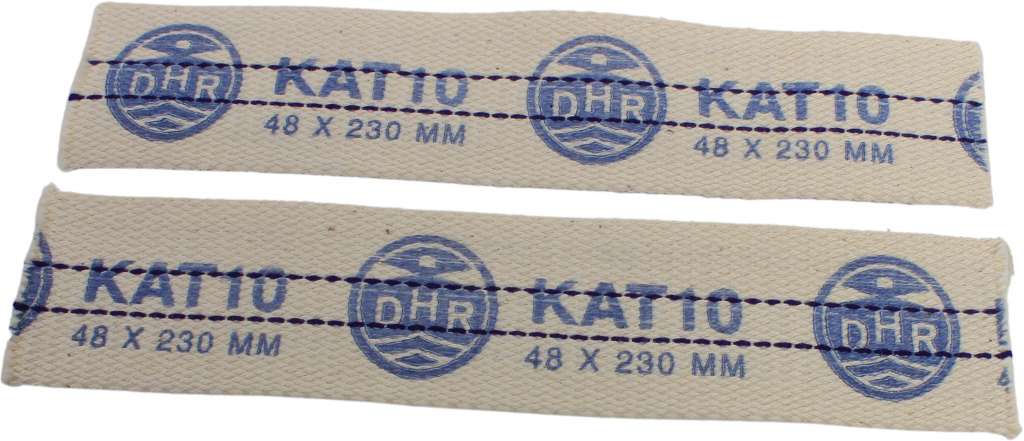 DHR KAT10 DHR KAT10
48 X 230 MM 48 X 230 MM
KAT10 DHR KAT10 DHR
48 X 230 MM 48 X 230 MM